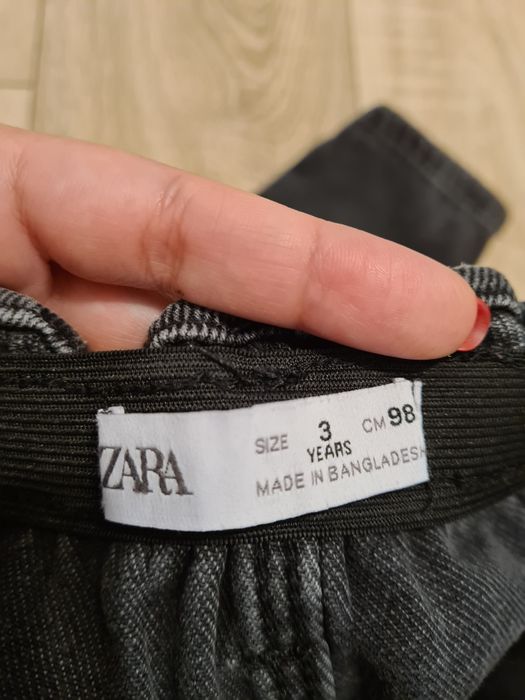 ZARA
SIZE 3 YEARS CM 98
MADE IN BANGLADESH